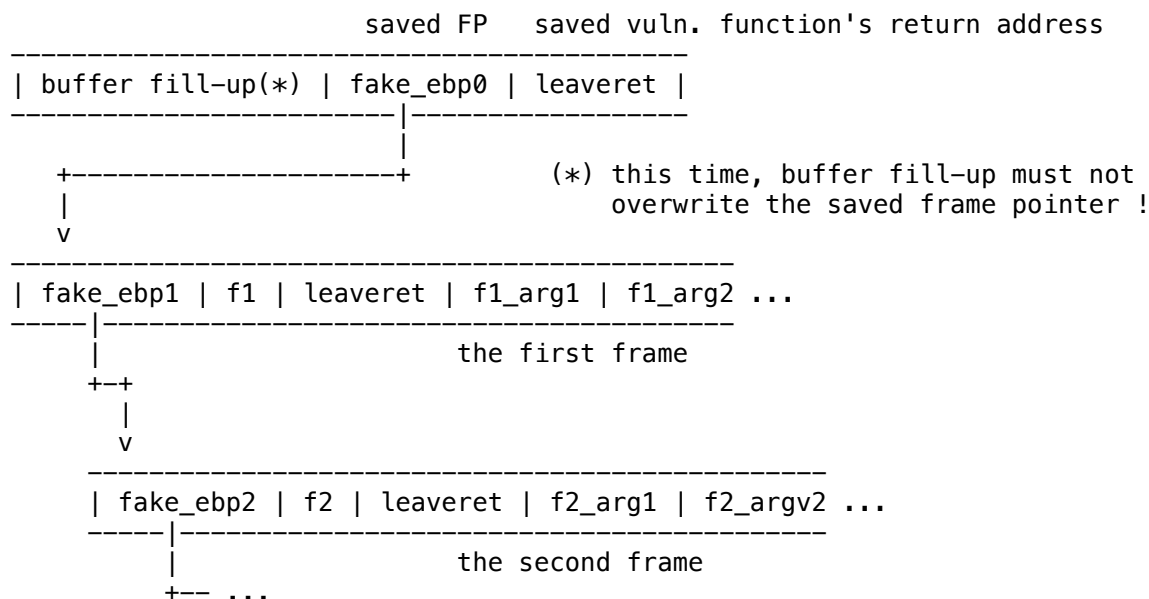 saved FP   saved vuln. function's return address
| buffer fill-up(*) | fake_ebp0 | leaveret |
(*) this time, buffer fill-up must not
overwrite the saved frame pointer !
| fake_ebp1 | f1 | leaveret | f1_arg1 | f1_arg2 ...
the first frame
| fake_ebp2 | f2 | leaveret | f2_arg1 | f2_argv2 ...
the second frame
+-- ...